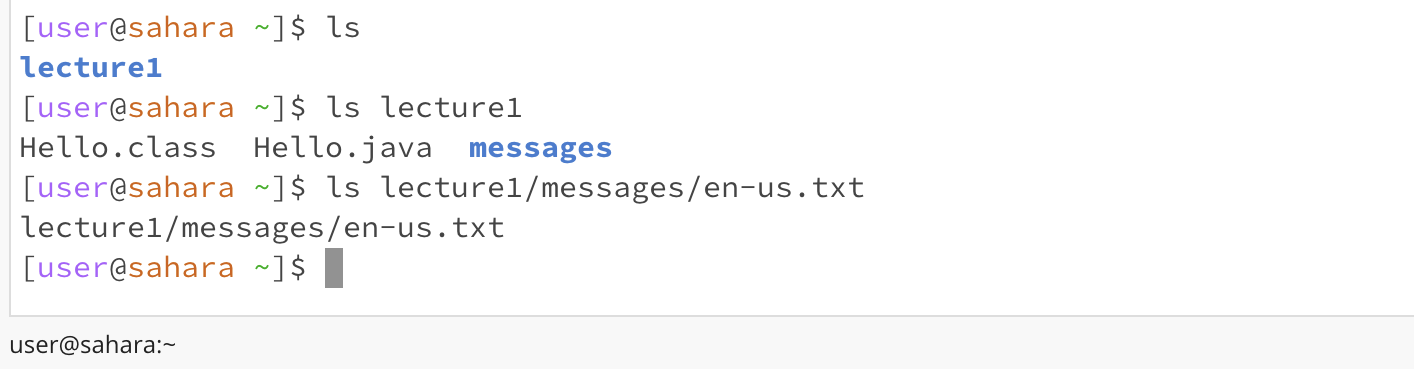 [user@sahara ~]$ ls
lecture1
[user@sahara ~]$ ls lecture1
Hello.class  Hello.java  messages
[user@sahara ~]$ ls lecture1/messages/en-us.txt
lecture1/messages/en-us.txt
[user@sahara ~]$
user@sahara:~